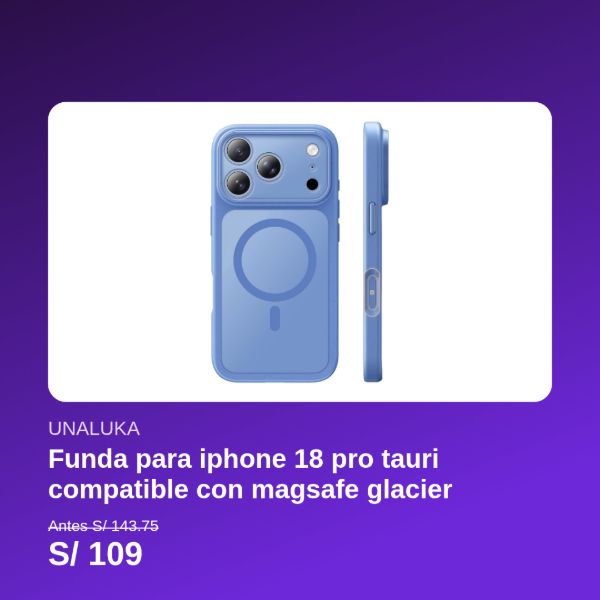 UNALUKA
Funda para iphone 18 pro tauri
compatible con magsafe glacier
Antes S/ 143.75
S/ 109